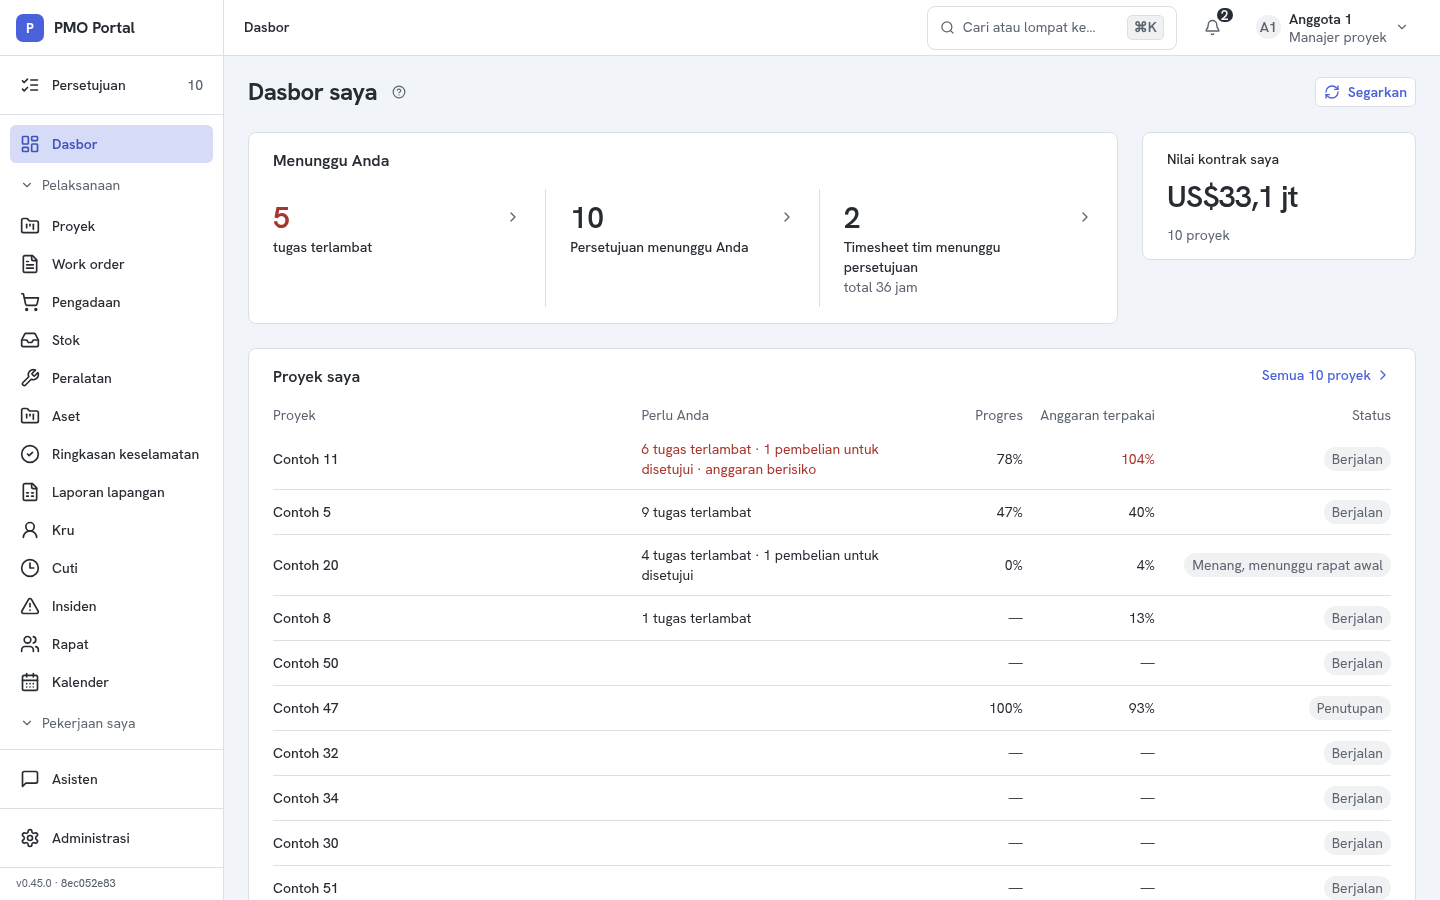 P
PMO Portal
Dasbor
Cari atau lompat ke...
⌘K
2
A1
Anggota 1
Manajer proyek
Persetujuan
10
Dasbor
Pelaksanaan
Proyek
Work order
Pengadaan
Stok
Peralatan
Aset
Ringkasan keselamatan
Laporan lapangan
Kru
Cuti
Insiden
Rapat
Kalender
Pekerjaan saya
Asisten
Administrasi
v0.45.0 · 8ec052e83
Dasbor saya
Segarkan
Menunggu Anda
5
tugas terlambat
10
Persetujuan menunggu Anda
2
Timesheet tim menunggu
persetujuan
total 36 jam
Nilai kontrak saya
US$33,1 jt
10 proyek
Proyek saya
Semua 10 proyek
Proyek Perlu Anda Progres Anggaran terpakai Status
Contoh 11 6 tugas terlambat · 1 pembelian untuk
disetujui · anggaran berisiko 78% 104% Berjalan
Contoh 5 9 tugas terlambat 47% 40% Berjalan
Contoh 20 4 tugas terlambat · 1 pembelian untuk
disetujui 0% 4% Menang, menunggu rapat awal
Contoh 8 1 tugas terlambat — 13% Berjalan
Contoh 50 — — Berjalan
Contoh 47 100% 93% Penutupan
Contoh 32 — — Berjalan
Contoh 34 — — Berjalan
Contoh 30 — — Berjalan
Contoh 51 — — Berjalan